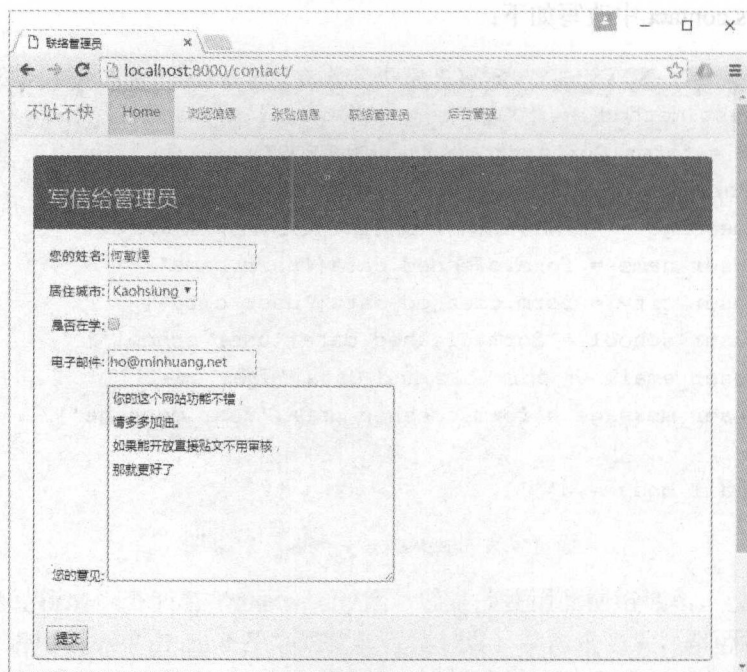 联络管理员
localhost:8000/contact/
不吐不快 Home 浏览信息 张贴信息 联络管理员 后台管理
写信给管理员
您的姓名: 何敏煌
居住城市: Kaohsiung
是否在学:
电子邮件: ho@minhuang.net
你的这个网站功能不错，
请多多加油。
如果能开放直接贴文不用审核，
那就更好了
您的意见:
提交